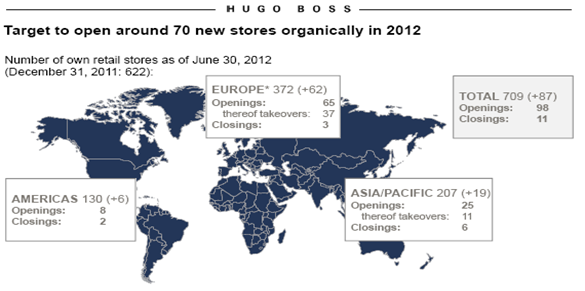 HUGO BOSS
Target to open around 70 new stores organically in 2012
Number of own retail stores as of June 30, 2012
(December 31, 2011: 622):
EUROPE* 372 (+62)
Openings: 65
thereof takeovers: 37
Closings: 3
TOTAL 709 (+87)
Openings: 98
Closings: 11
AMERICAS 130 (+6)
Openings: 8
Closings: 2
ASIA/PACIFIC 207 (+19)
Openings: 25
thereof takeovers: 11
Closings: 6